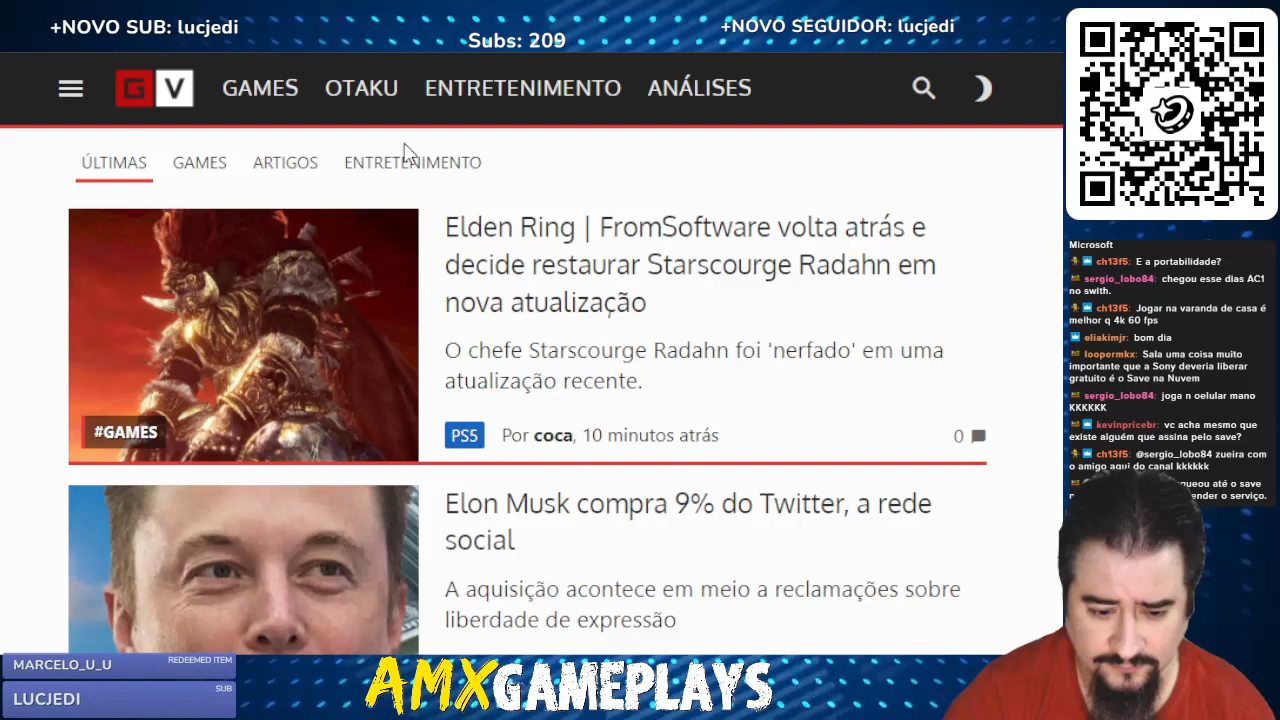 +NOVO SUB: lucjedi
Subs: 209
+NOVO SEGUIDOR: lucjedi
G V
GAMES
OTAKU
ENTRETENIMENTO
ANÁLISES
ÚLTIMAS
GAMES
ARTIGOS
ENTRETENIMENTO
Elden Ring | FromSoftware volta atrás e
decide restaurar Starscourge Radahn em
nova atualização
O chefe Starscourge Radahn foi 'nerfado' em uma
atualização recente.
#GAMES
PS5
Por coca, 10 minutos atrás
0
Elon Musk compra 9% do Twitter, a rede
social
A aquisição acontece em meio a reclamações sobre
liberdade de expressão
Microsoft
ch13f5: E a portabilidade?
sergio_lobo84: chegou esse dias AC1
no swith.
ch13f5: Jogar na varanda de casa é
melhor q 4k 60 fps
eliakimjr: bom dia
loopermkx: Sala uma coisa muito
importante que a Sony deveria liberar
gratuito é o Save na Nuvem
sergio_lobo84: joga n oelular mano
KKKKKK
kevinpricebr: vc acha mesmo que
existe alguém que assina pelo save?
ch13f5: @sergio_lobo84 zueira com
o amigo aqui do canal kkkkkk
até o save
ender o serviço.
MARCELO_U_U
REDEEMED ITEM
LUCJEDI
SUB
AMXGAMEPLAYS